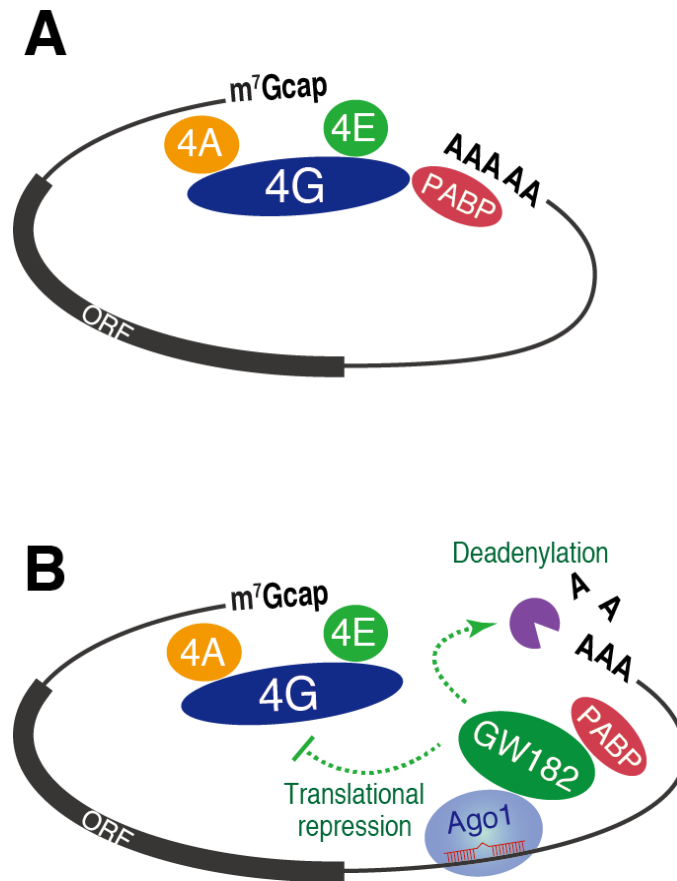 A
m⁷Gcap
4A
4E
4G
AAA AA
PABP
ORF
B
Deadenylation
A
A
m⁷Gcap
4A
4E
AAA
4G
PABP
GW182
Translational
repression
Ago1
ORF